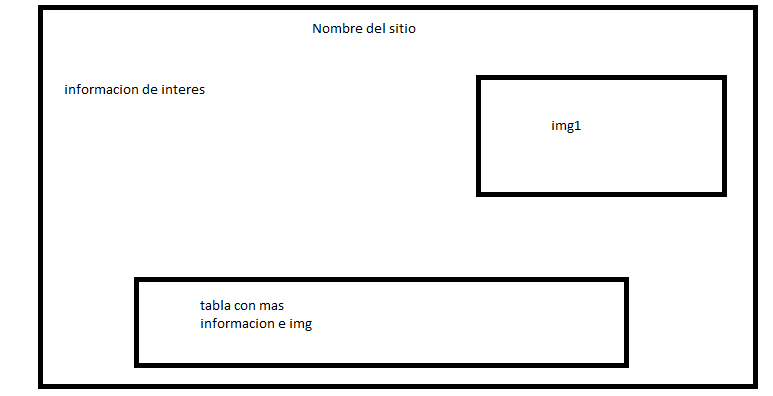 Nombre del sitio
informacion de interes
img1
tabla con mas
informacion e img